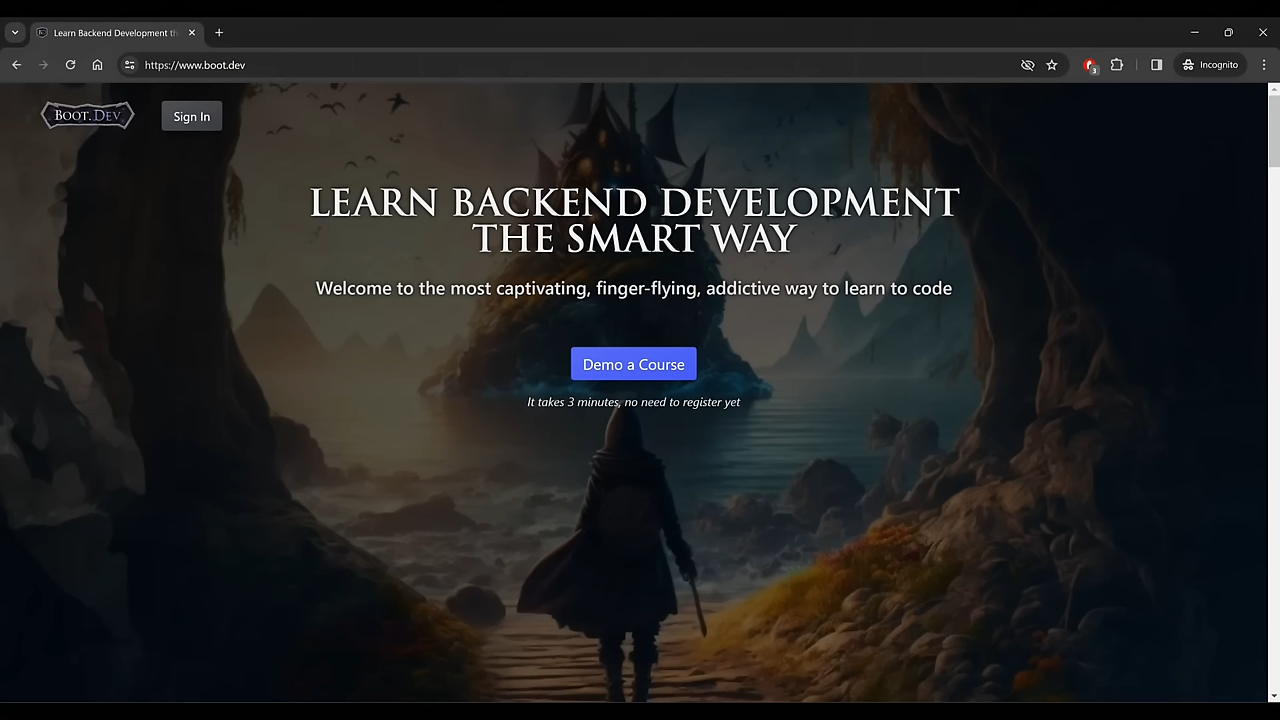 Learn Backend Development th
https://www.boot.dev
3
Incognito
BOOT.DEV
Sign In
LEARN BACKEND DEVELOPMENT
THE SMART WAY
Welcome to the most captivating, finger-flying, addictive way to learn to code
Demo a Course
It takes 3 minutes, no need to register yet